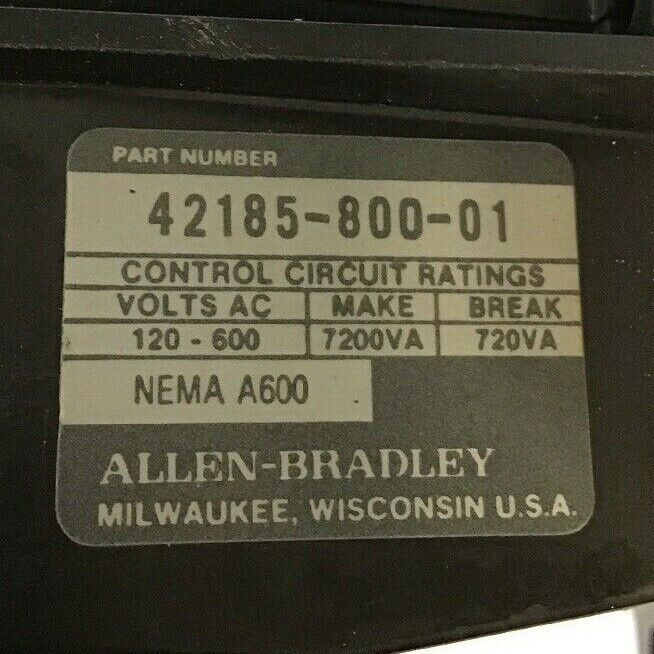 PART NUMBER
42185-800-01
CONTROL CIRCUIT RATINGS
VOLTS AC MAKE BREAK
120 - 600 7200VA 720VA
NEMA A600
ALLEN-BRADLEY
MILWAUKEE, WISCONSIN U.S.A.